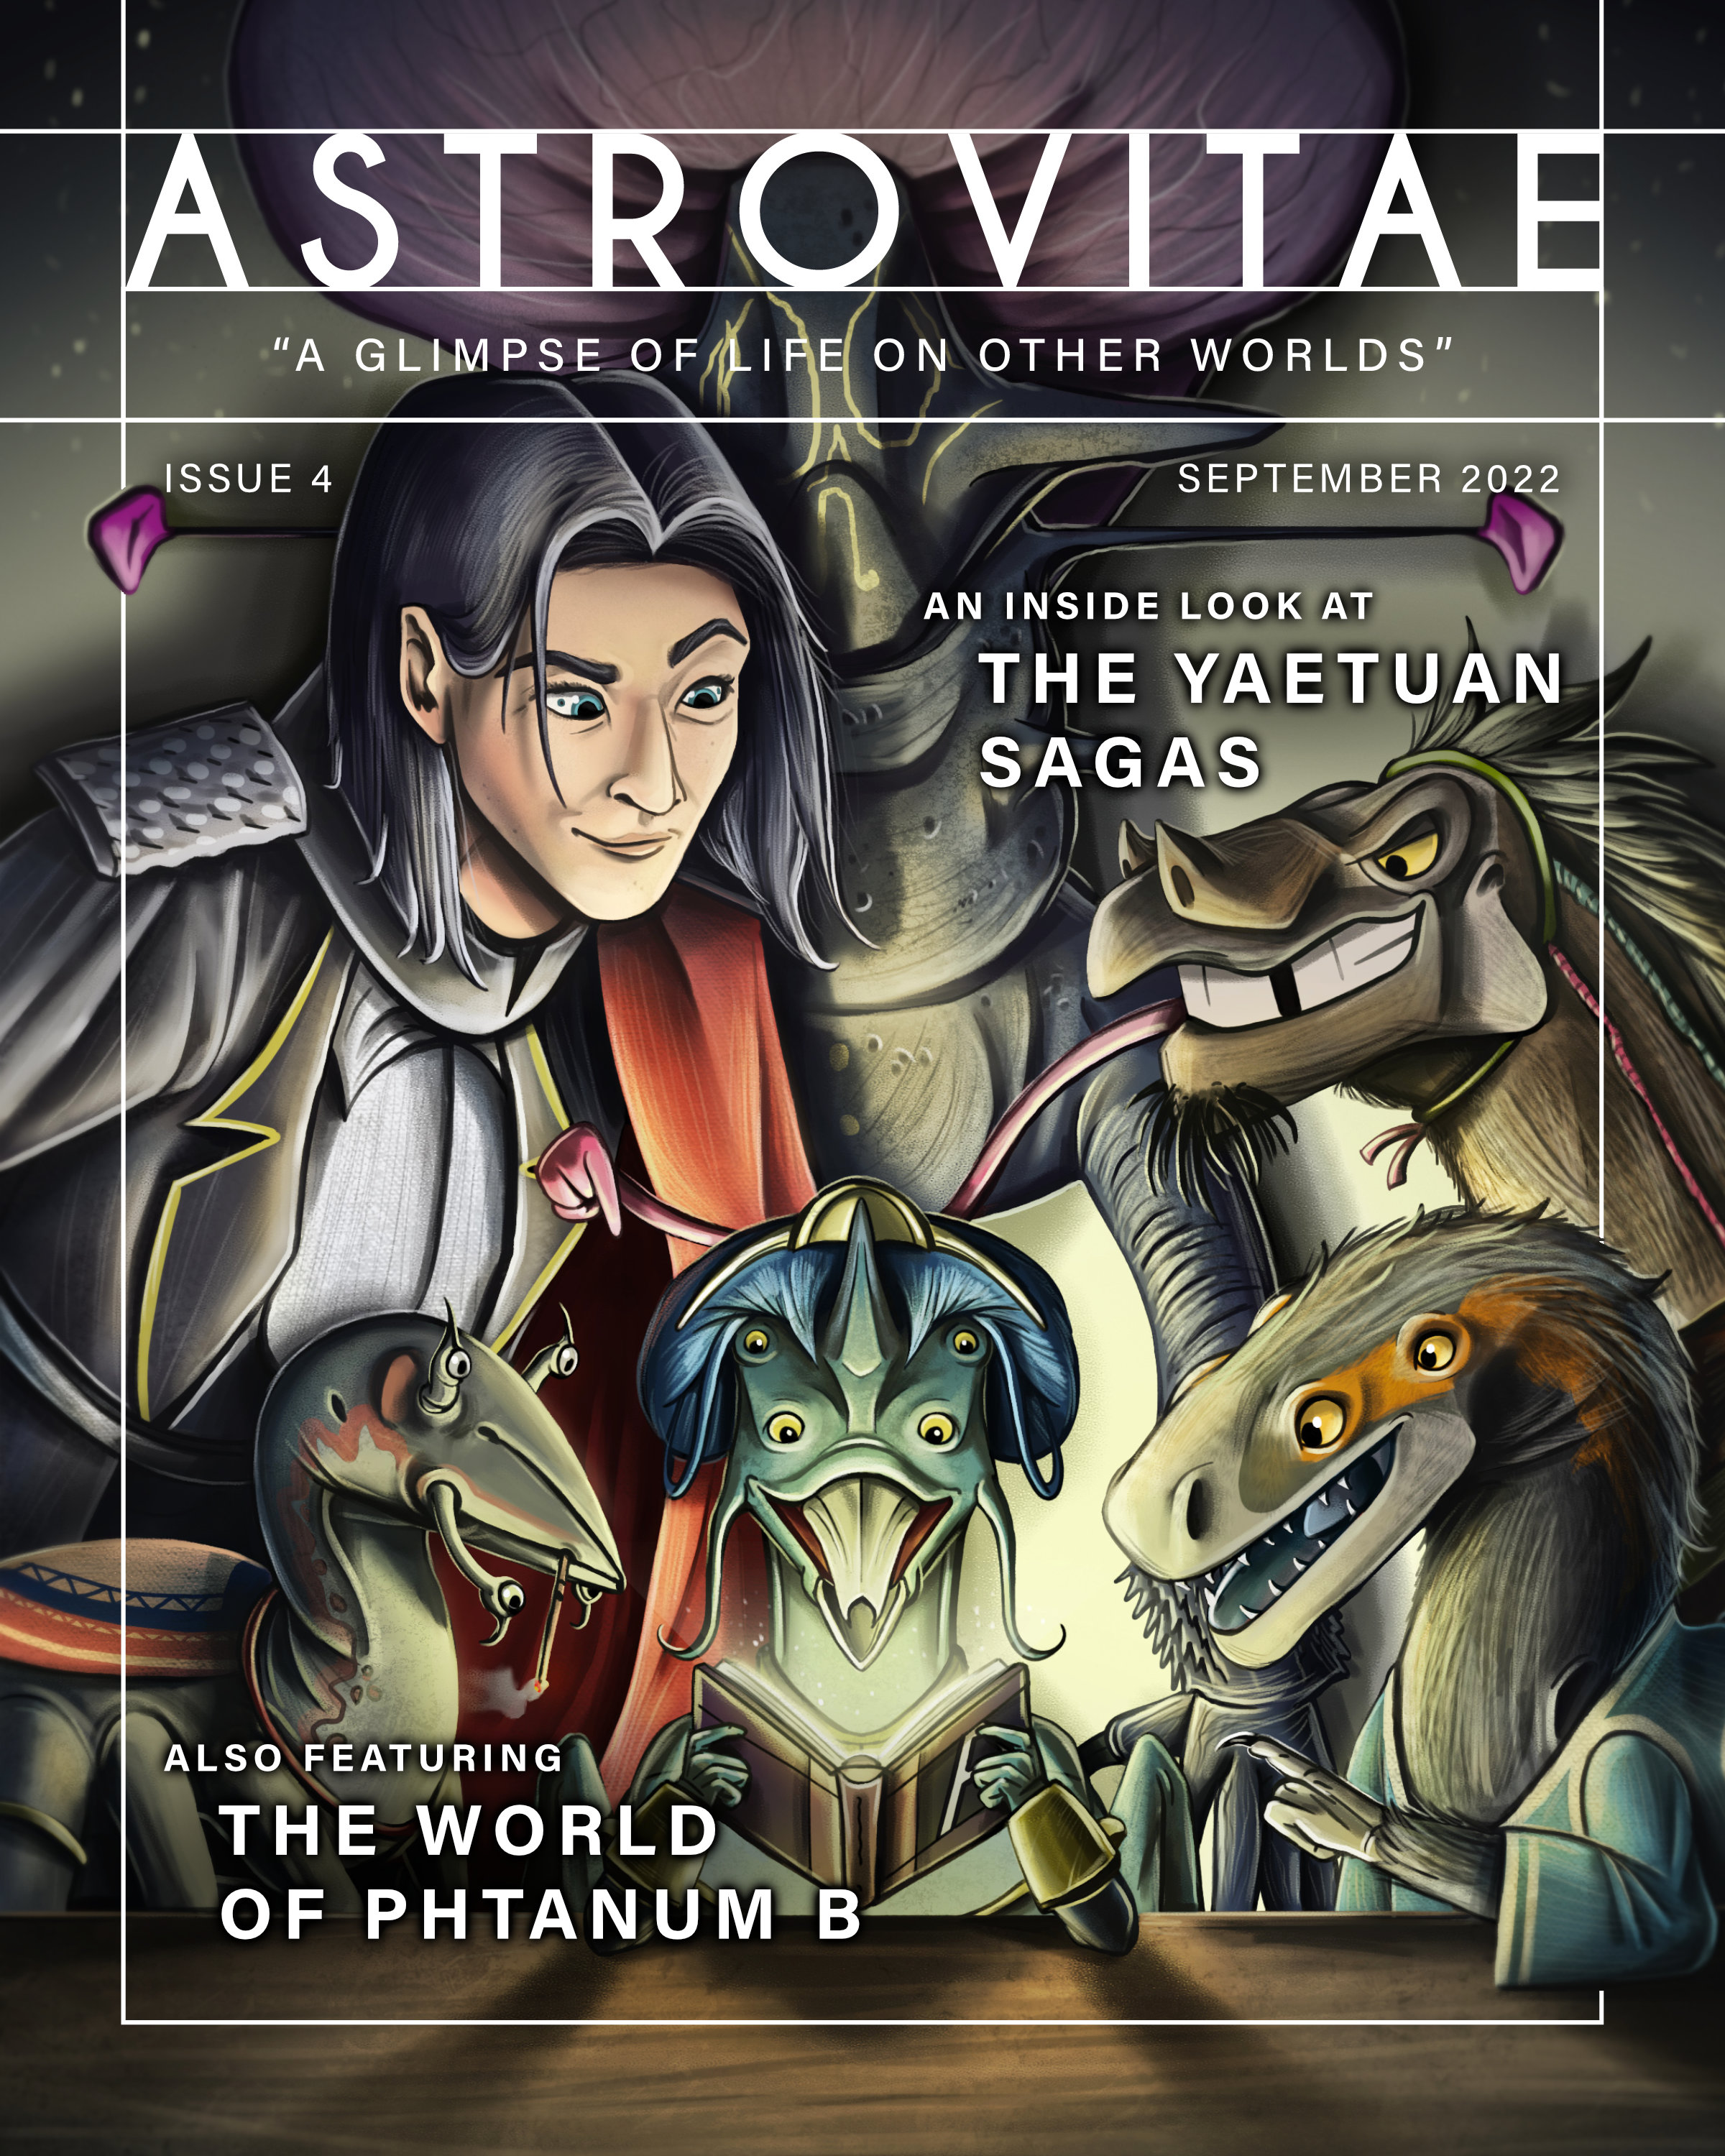 ASTROVITAE
“A GLIMPSE OF LIFE ON OTHER WORLDS”
ISSUE 4
SEPTEMBER 2022
AN INSIDE LOOK AT
THE YAETUAN
SAGAS
ALSO FEATURING
THE WORLD
OF PHTANUM B